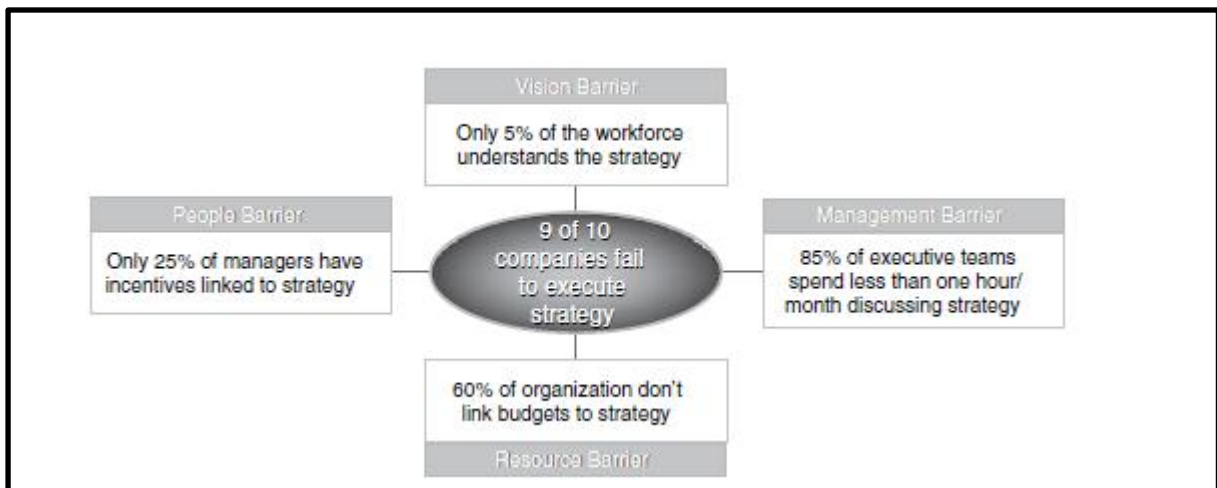 Vision Barrier
Only 5% of the workforce
understands the strategy
People Barrier
Only 25% of managers have
incentives linked to strategy
9 of 10
companies fail
to execute
strategy
Management Barrier
85% of executive teams
spend less than one hour/
month discussing strategy
60% of organization don't
link budgets to strategy
Resource Barrier